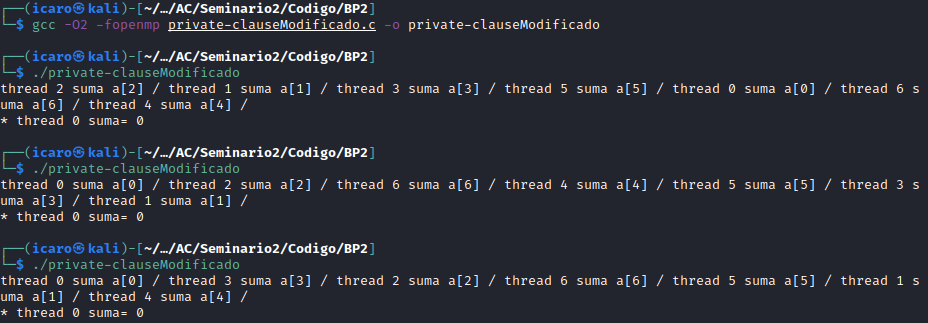 ┌──(icaro㉿kali)-[~/…/AC/Seminario2/Codigo/BP2]
└─$ gcc -O2 -fopenmp private-clauseModificado.c -o private-clauseModificado
┌──(icaro㉿kali)-[~/…/AC/Seminario2/Codigo/BP2]
└─$ ./private-clauseModificado
thread 2 suma a[2] / thread 1 suma a[1] / thread 3 suma a[3] / thread 5 suma a[5] / thread 0 suma a[0] / thread 6 s
uma a[6] / thread 4 suma a[4] /
* thread 0 suma= 0
┌──(icaro㉿kali)-[~/…/AC/Seminario2/Codigo/BP2]
└─$ ./private-clauseModificado
thread 0 suma a[0] / thread 2 suma a[2] / thread 6 suma a[6] / thread 4 suma a[4] / thread 5 suma a[5] / thread 3 s
uma a[3] / thread 1 suma a[1] /
* thread 0 suma= 0
┌──(icaro㉿kali)-[~/…/AC/Seminario2/Codigo/BP2]
└─$ ./private-clauseModificado
thread 0 suma a[0] / thread 3 suma a[3] / thread 2 suma a[2] / thread 6 suma a[6] / thread 5 suma a[5] / thread 1 s
uma a[1] / thread 4 suma a[4] /
* thread 0 suma= 0